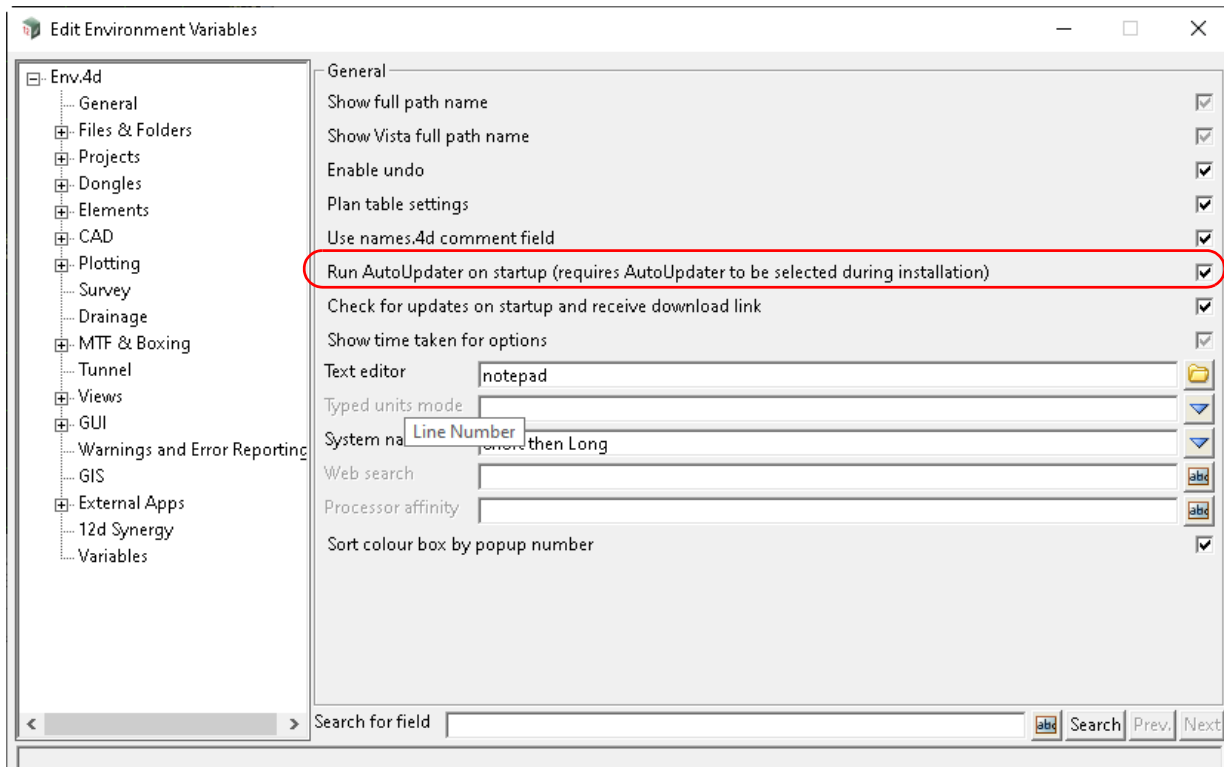 Edit Environment Variables
Env.4d
General
Files & Folders
Projects
Dongles
Elements
CAD
Plotting
Survey
Drainage
MTF & Boxing
Tunnel
Views
GUI
Warnings and Error Reporting
GIS
External Apps
12d Synergy
Variables
General
Show full path name
Show Vista full path name
Enable undo
Plan table settings
Use names.4d comment field
Run AutoUpdater on startup (requires AutoUpdater to be selected during installation)
Check for updates on startup and receive download link
Show time taken for options
Text editor notepad
Typed units mode
Line Number
System na then Long
Web search abc
Processor affinity abc
Sort colour box by popup number
Search for field abc Search Prev. Next